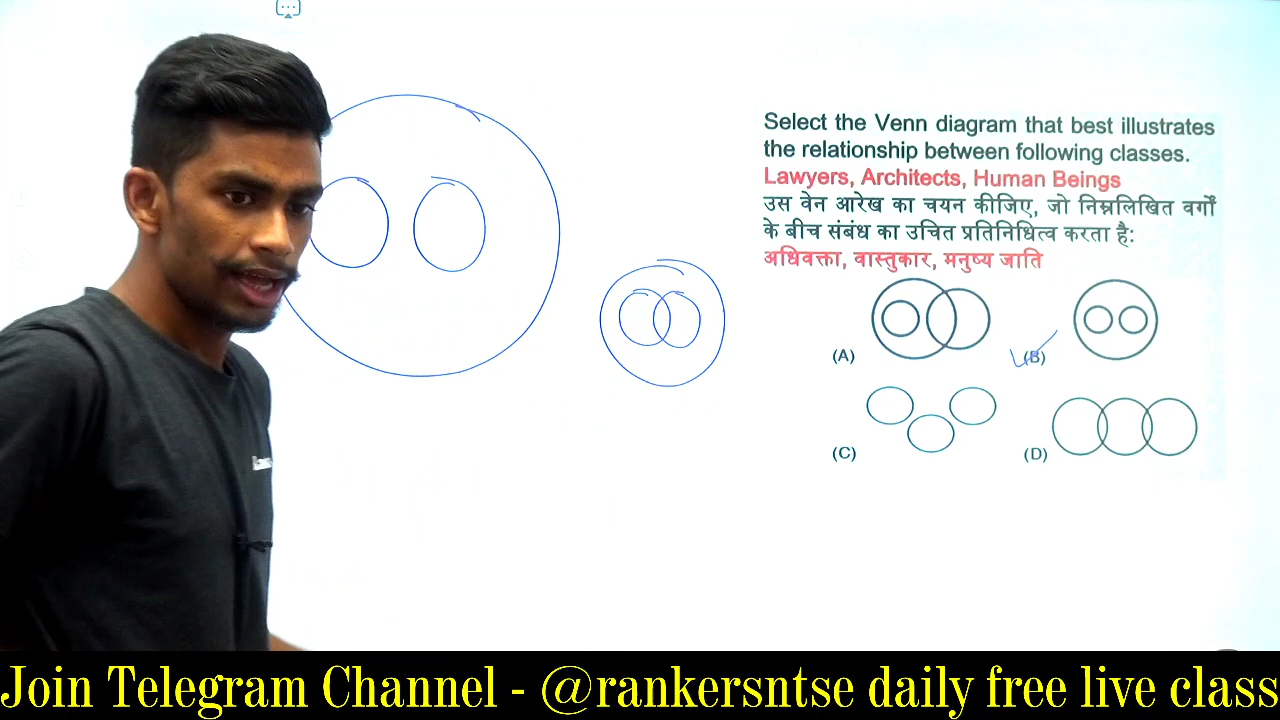 Select the Venn diagram that best illustrates
the relationship between following classes.
Lawyers, Architects, Human Beings
उस वेन आरेख का चयन कीजिए, जो निम्नलिखित वर्गों
के बीच संबंध का उचित प्रतिनिधित्व करता है:
अधिवक्ता, वास्तुकार, मनुष्य जाति
(A)
(B)
(C)
(D)
Join Telegram Channel - @rankersntse daily free live class